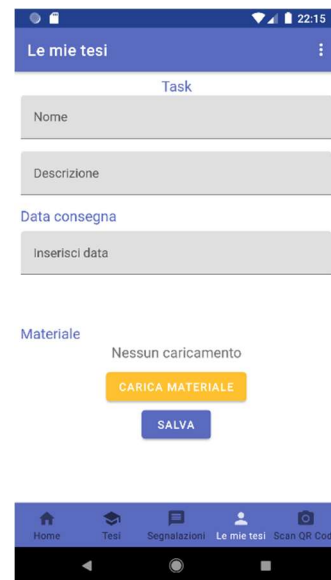 22:15
Le mie tesi
Task
Nome
Descrizione
Data consegna
Inserisci data
Materiale
Nessun caricamento
CARICA MATERIALE
SALVA
Home Tesi Segnalazioni Le mie tesi Scan QR Cod